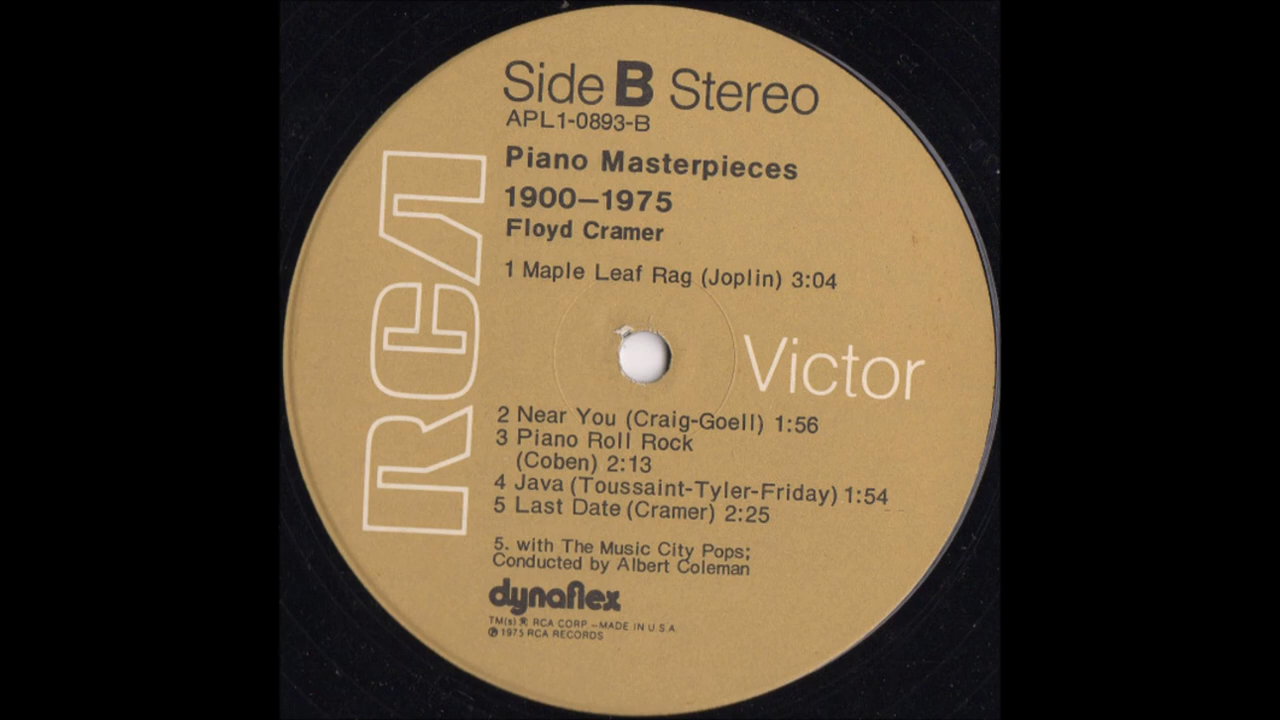 Side B Stereo
APL1-0893-B
Piano Masterpieces
1900—1975
Floyd Cramer
1 Maple Leaf Rag (Joplin) 3:04
RCA
Victor
2 Near You (Craig-Goell) 1:56
3 Piano Roll Rock
(Coben) 2:13
4 Java (Toussaint-Tyler-Friday) 1:54
5 Last Date (Cramer) 2:25
5. with The Music City Pops;
Conducted by Albert Coleman
dynaflex
TM(s) ® RCA CORP.—MADE IN U.S.A.
℗ 1975 RCA RECORDS